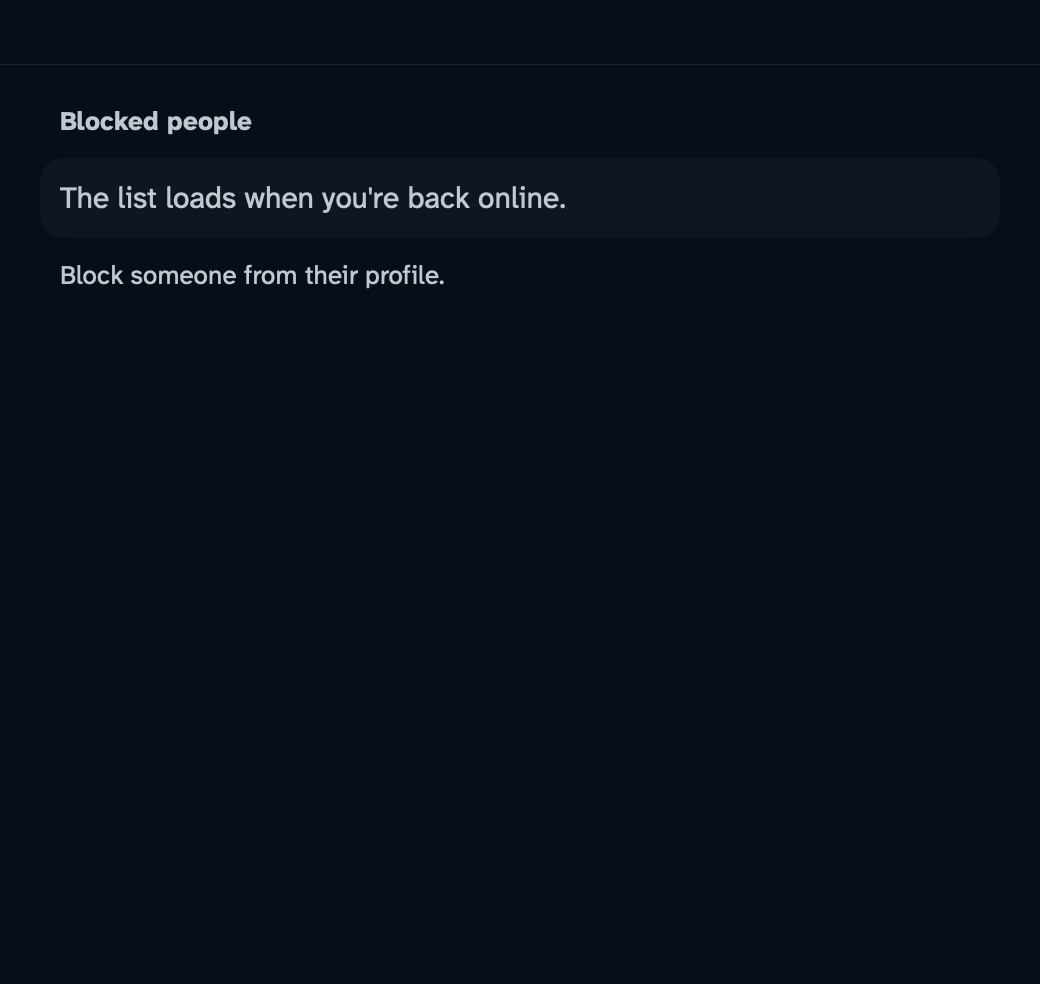 Blocked people
The list loads when you're back online.
Block someone from their profile.